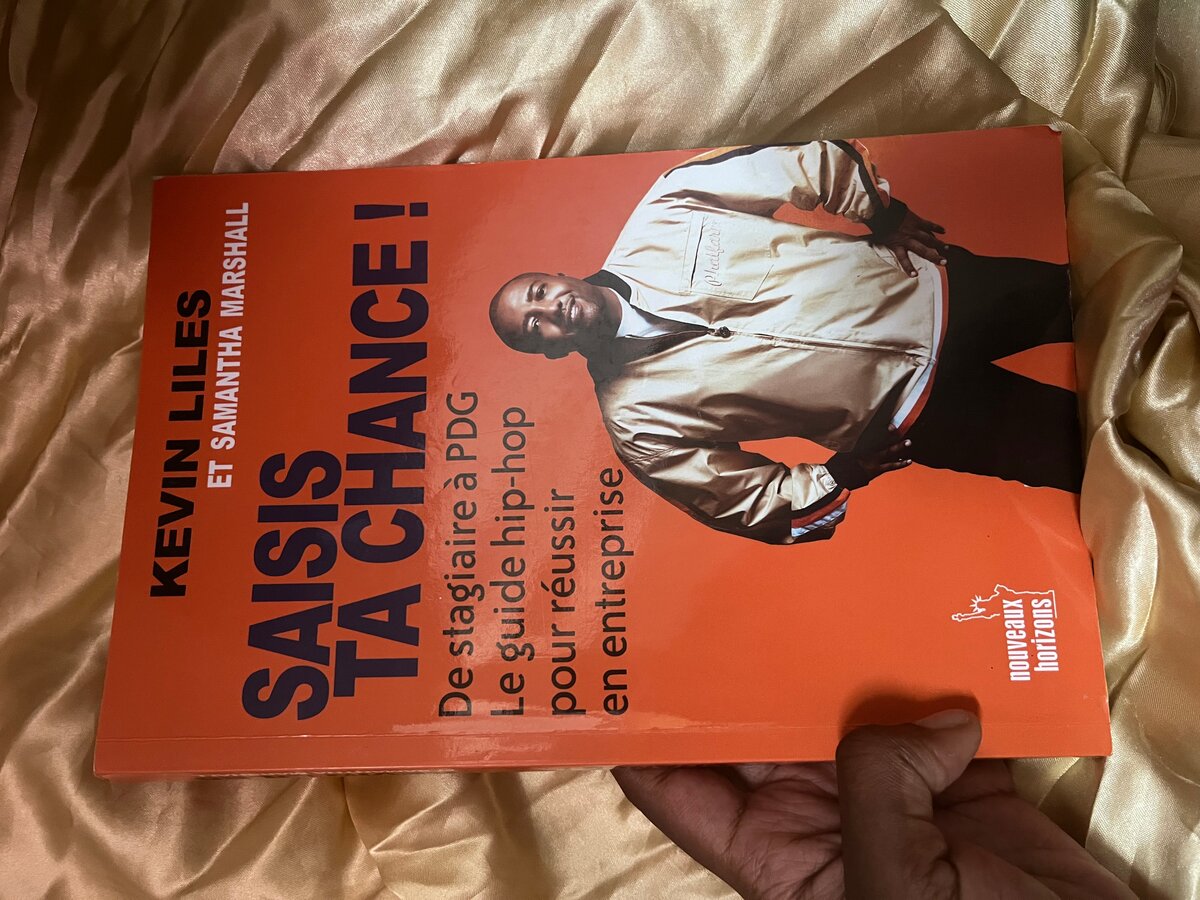 KEVIN LILES
ET SAMANTHA MARSHALL
SAISIS
TA CHANCE !
De stagiaire à PDG
Le guide hip-hop
pour réussir
en entreprise
Phatfarm
nouveaux
horizons